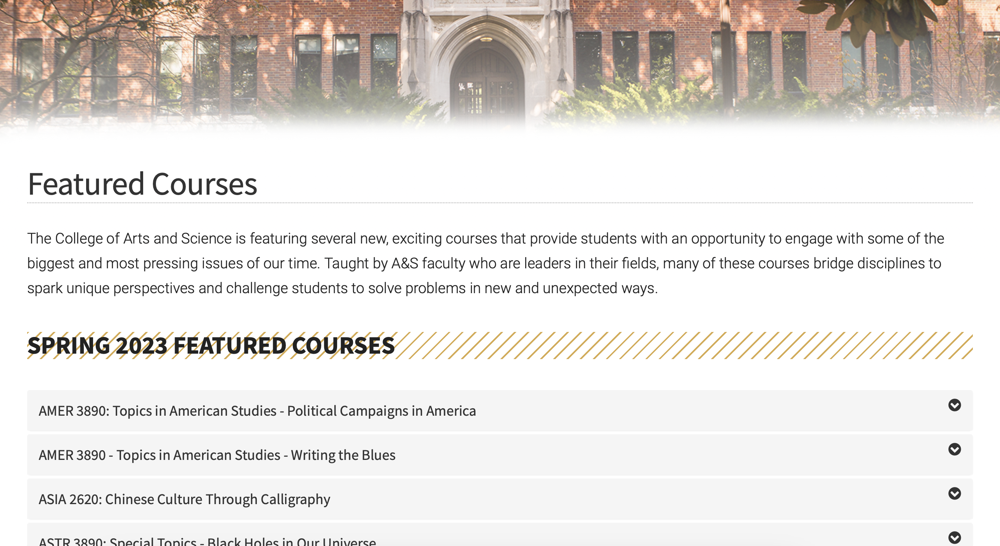 Featured Courses
The College of Arts and Science is featuring several new, exciting courses that provide students with an opportunity to engage with some of the
biggest and most pressing issues of our time. Taught by A&S faculty who are leaders in their fields, many of these courses bridge disciplines to
spark unique perspectives and challenge students to solve problems in new and unexpected ways.
SPRING 2023 FEATURED COURSES
AMER 3890: Topics in American Studies - Political Campaigns in America
AMER 3890 - Topics in American Studies - Writing the Blues
ASIA 2620: Chinese Culture Through Calligraphy
ASTR 3890: Special Topics - Black Holes in Our Universe